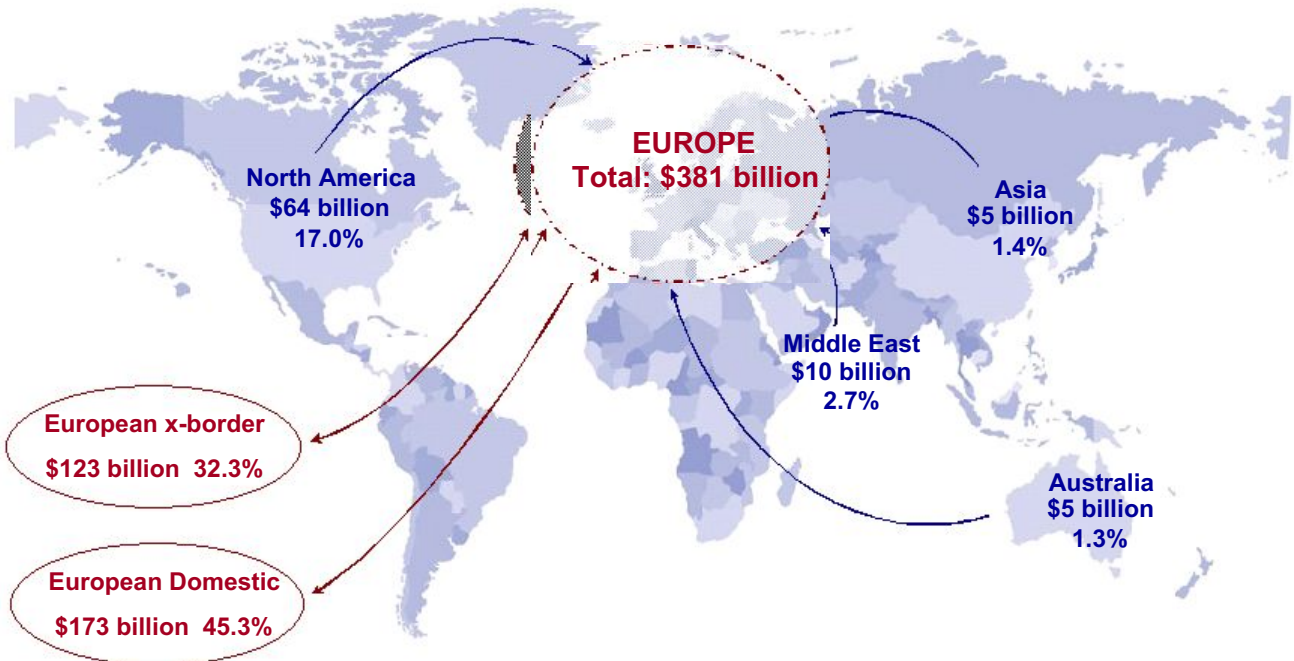 EUROPE
Total: $381 billion
North America
$64 billion
17.0%
Asia
$5 billion
1.4%
Middle East
$10 billion
2.7%
European x-border
$123 billion 32.3%
Australia
$5 billion
1.3%
European Domestic
$173 billion 45.3%